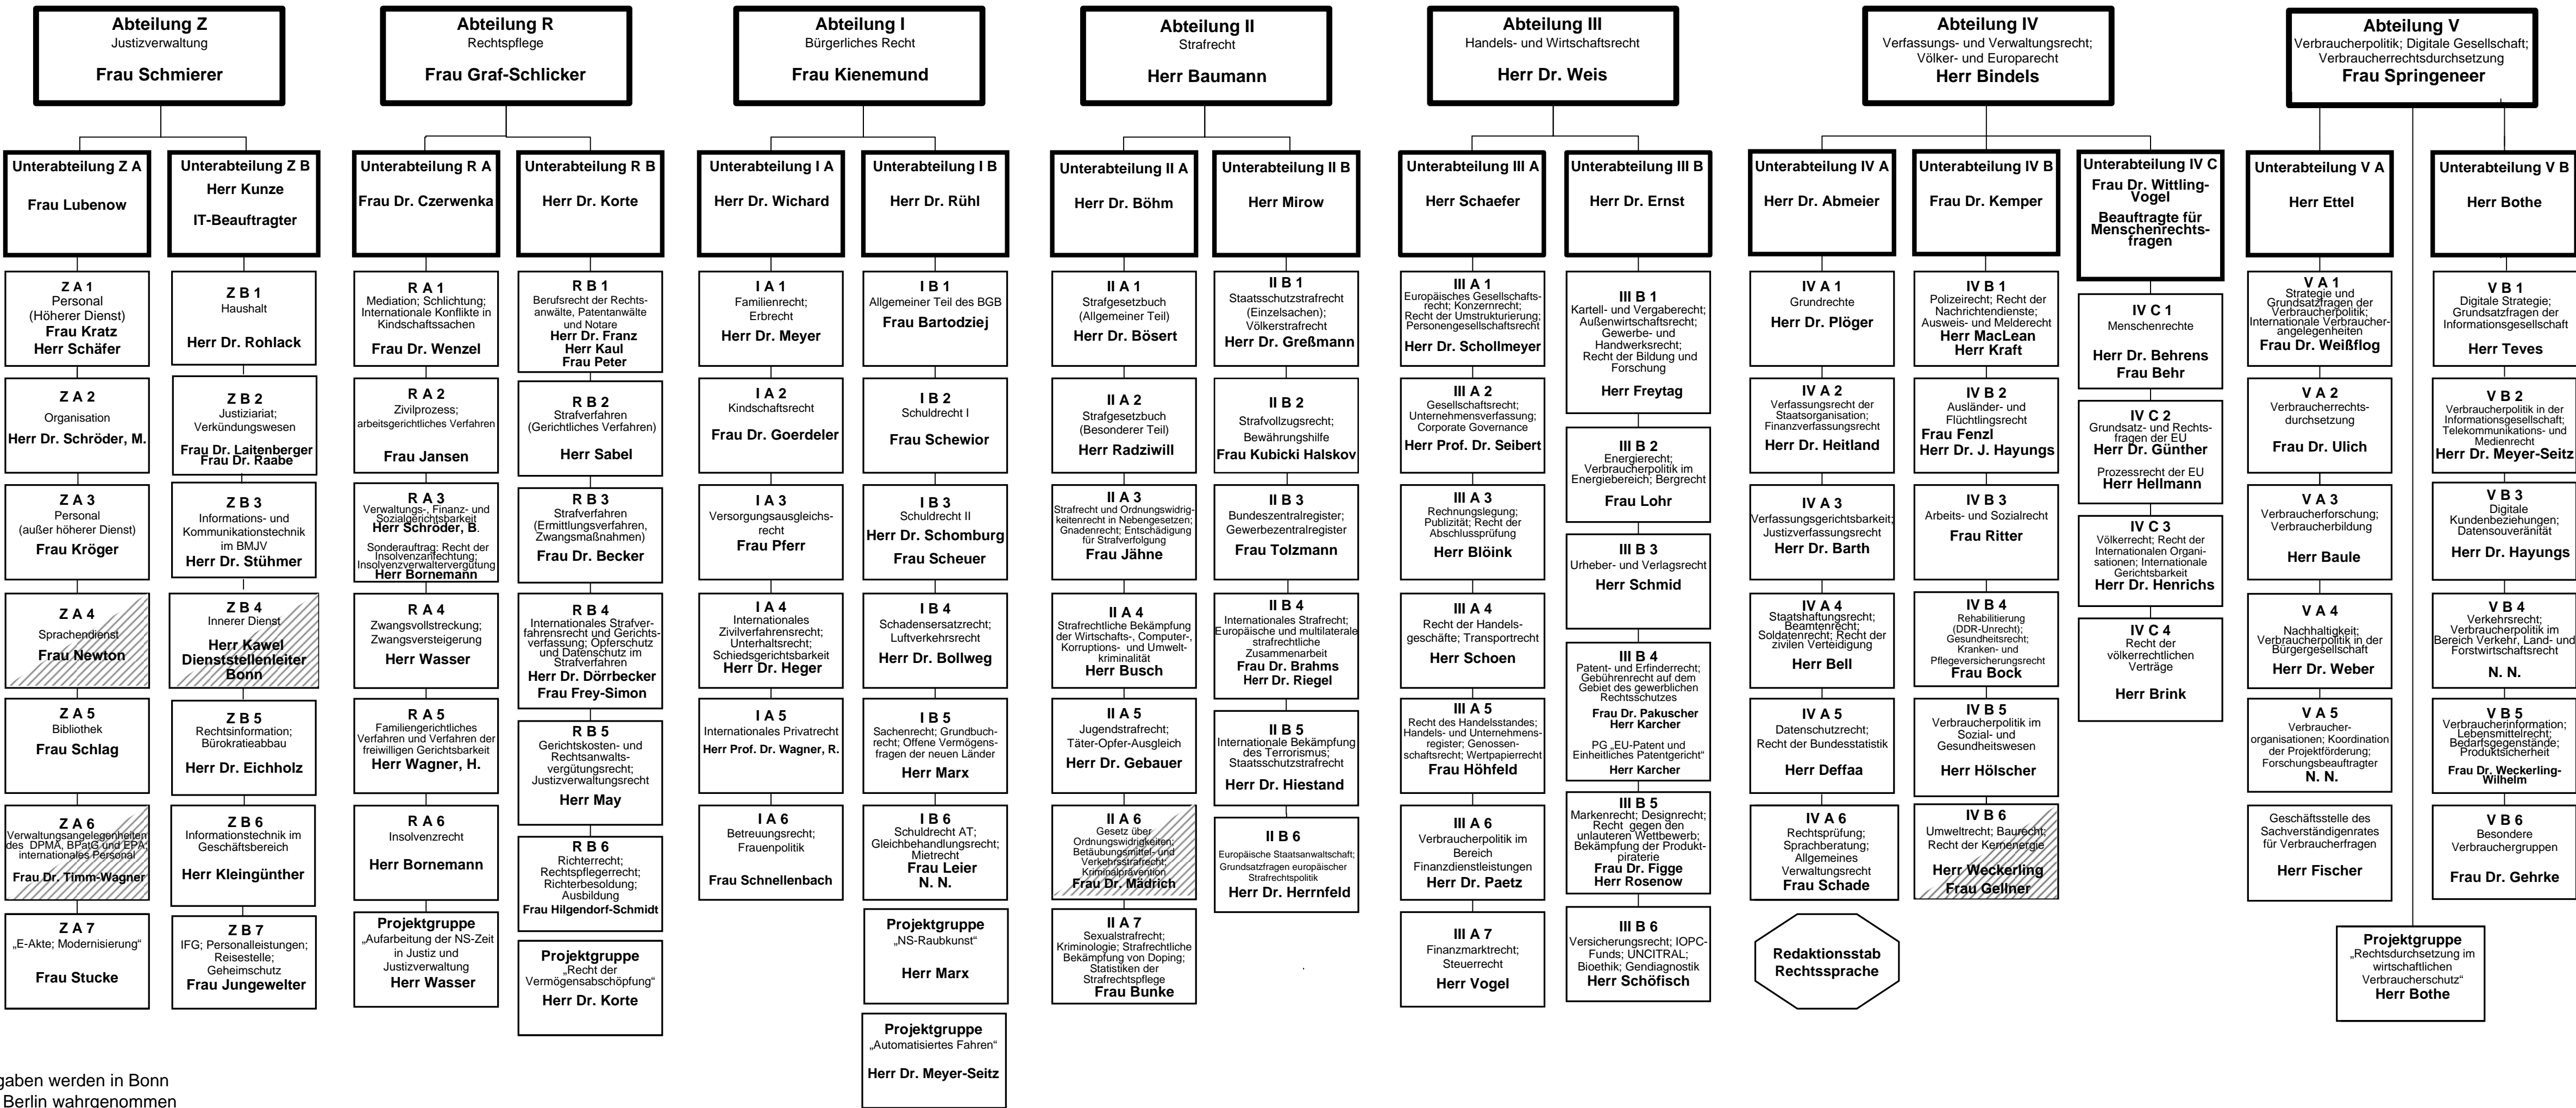 Abteilung Z
Justizverwaltung
Frau Schmierer
Abteilung R
Rechtspflege
Frau Graf-Schlicker
Abteilung I
Bürgerliches Recht
Frau Kienemund
Abteilung II
Strafrecht
Herr Baumann
Abteilung III
Handels- und Wirtschaftsrecht
Herr Dr. Weis
Abteilung IV
Verfassungs- und Verwaltungsrecht;
Völker- und Europarecht
Herr Bindels
Abteilung V
Verbraucherpolitik; Digitale Gesellschaft;
Verbraucherrechtsdurchsetzung
Frau Springeneer
Unterabteilung Z A
Frau Lubenow
Z A 1
Personal
(Höherer Dienst)
Frau Kratz
Herr Schäfer
Z A 2
Organisation
Herr Dr. Schröder, M.
Z A 3
Personal
(außer höherer Dienst)
Frau Kröger
Z A 4
Sprachendienst
Frau Newton
Z A 5
Bibliothek
Frau Schlag
Z A 6
Verwaltungsangelegenheiten
des DPMA, BPatG und EPA;
internationales Personal
Frau Dr. Timm-Wagner
Z A 7
„E-Akte; Modernisierung“
Frau Stucke
Unterabteilung Z B
Herr Kunze
IT-Beauftragter
Z B 1
Haushalt
Herr Dr. Rohlack
Z B 2
Justiziariat;
Verkündungswesen
Frau Dr. Laitenberger
Frau Dr. Raabe
Z B 3
Informations- und
Kommunikationstechnik
im BMJV
Herr Dr. Stühmer
Z B 4
Innerer Dienst
Herr Kawel
Dienststellenleiter
Bonn
Z B 5
Rechtsinformation;
Bürokratieabbau
Herr Dr. Eichholz
Z B 6
Informationstechnik im
Geschäftsbereich
Herr Kleingünther
Z B 7
IFG; Personalleistungen;
Reisestelle;
Geheimschutz
Frau Jungewelter
Unterabteilung R A
Frau Dr. Czerwenka
R A 1
Mediation; Schlichtung;
Internationale Konflikte in
Kindschaftssachen
Frau Dr. Wenzel
R A 2
Zivilprozess;
arbeitsgerichtliches Verfahren
Frau Jansen
R A 3
Verwaltungs-, Finanz- und
Sozialgerichtsbarkeit
Herr Schröder, B.
Sonderauftrag: Recht der
Insolvenzanfechtung;
Insolvenzverwaltervergütung
Herr Bornemann
R A 4
Zwangsvollstreckung;
Zwangsversteigerung
Herr Wasser
R A 5
Familiengerichtliches
Verfahren und Verfahren der
freiwilligen Gerichtsbarkeit
Herr Wagner, H.
R A 6
Insolvenzrecht
Herr Bornemann
Projektgruppe
„Aufarbeitung der NS-Zeit
in Justiz und
Justizverwaltung
Herr Wasser
Unterabteilung R B
Herr Dr. Korte
R B 1
Berufsrecht der Rechts-
anwälte, Patentanwälte
und Notare
Herr Dr. Franz
Herr Kaul
Frau Peter
R B 2
Strafverfahren
(Gerichtliches Verfahren)
Herr Sabel
R B 3
Strafverfahren
(Ermittlungsverfahren,
Zwangsmaßnahmen)
Frau Dr. Becker
R B 4
Internationales Strafver-
fahrensrecht und Gerichts-
verfassung; Opferschutz
und Datenschutz im
Strafverfahren
Herr Dr. Dörrbecker
Frau Frey-Simon
R B 5
Gerichtskosten- und
Rechtsanwalts-
vergütungsrecht;
Justizverwaltungsrecht
Herr May
R B 6
Richterrecht;
Rechtspflegerrecht;
Richterbesoldung;
Ausbildung
Frau Hilgendorf-Schmidt
Projektgruppe
„Recht der
Vermögensabschöpfung“
Herr Dr. Korte
Unterabteilung I A
Herr Dr. Wichard
I A 1
Familienrecht;
Erbrecht
Herr Dr. Meyer
I A 2
Kindschaftsrecht
Frau Dr. Goerdeler
I A 3
Versorgungsausgleichs-
recht
Frau Pferr
I A 4
Internationales
Zivilverfahrensrecht;
Unterhaltsrecht;
Schiedsgerichtsbarkeit
Herr Dr. Heger
I A 5
Internationales Privatrecht
Herr Prof. Dr. Wagner, R.
I A 6
Betreuungsrecht;
Frauenpolitik
Frau Schnellenbach
Unterabteilung I B
Herr Dr. Rühl
I B 1
Allgemeiner Teil des BGB
Frau Bartodziej
I B 2
Schuldrecht I
Frau Schewior
I B 3
Schuldrecht II
Herr Dr. Schomburg
Frau Scheuer
I B 4
Schadensersatzrecht;
Luftverkehrsrecht
Herr Dr. Bollweg
I B 5
Sachenrecht; Grundbuch-
recht; Offene Vermögens-
fragen der neuen Länder
Herr Marx
I B 6
Schuldrecht AT;
Gleichbehandlungsrecht;
Mietrecht
Frau Leier
N. N.
Projektgruppe
„NS-Raubkunst“
Herr Marx
Projektgruppe
„Automatisiertes Fahren“
Herr Dr. Meyer-Seitz
Unterabteilung II A
Herr Dr. Böhm
II A 1
Strafgesetzbuch
(Allgemeiner Teil)
Herr Dr. Bösert
II A 2
Strafgesetzbuch
(Besonderer Teil)
Herr Radziwill
II A 3
Strafrecht und Ordnungswidrig-
keitenrecht in Nebengesetzen;
Gnadenrecht; Entschädigung
für Strafverfolgung
Frau Jähne
II A 4
Strafrechtliche Bekämpfung
der Wirtschafts-, Computer-,
Korruptions- und Umwelt-
kriminalität
Herr Busch
II A 5
Jugendstrafrecht;
Täter-Opfer-Ausgleich
Herr Dr. Gebauer
II A 6
Gesetz über
Ordnungswidrigkeiten;
Betäubungsmittel- und
Verkehrsstrafrecht;
Kriminalprävention
Frau Dr. Mädrich
II A 7
Sexualstrafrecht;
Kriminologie; Strafrechtliche
Bekämpfung von Doping;
Statistiken der
Strafrechtspflege
Frau Bunke
Unterabteilung II B
Herr Mirow
II B 1
Staatsschutzstrafrecht
(Einzelsachen);
Völkerstrafrecht
Herr Dr. Greßmann
II B 2
Strafvollzugsrecht;
Bewährungshilfe
Frau Kubicki Halskov
II B 3
Bundeszentralregister;
Gewerbezentralregister
Frau Tolzmann
II B 4
Internationales Strafrecht;
Europäische und multilaterale
strafrechtliche
Zusammenarbeit
Frau Dr. Brahms
Herr Dr. Riegel
II B 5
Internationale Bekämpfung
des Terrorismus;
Staatsschutzstrafrecht
Herr Dr. Hiestand
II B 6
Europäische Staatsanwaltschaft;
Grundsatzfragen europäischer
Strafrechtspolitik
Herr Dr. Herrnfeld
Unterabteilung III A
Herr Schaefer
III A 1
Europäisches Gesellschafts-
recht; Konzernrecht;
Recht der Umstrukturierung;
Personengesellschaftsrecht
Herr Dr. Schollmeyer
III A 2
Gesellschaftsrecht;
Unternehmensverfassung;
Corporate Governance
Herr Prof. Dr. Seibert
III A 3
Rechnungslegung;
Publizität; Recht der
Abschlussprüfung
Herr Blöink
III A 4
Recht der Handels-
geschäfte; Transportrecht
Herr Schoen
III A 5
Recht des Handelsstandes;
Handels- und Unternehmens-
register; Genossen-
schaftsrecht; Wertpapierrecht
Frau Höhfeld
III A 6
Verbraucherpolitik im
Bereich
Finanzdienstleistungen
Herr Dr. Paetz
III A 7
Finanzmarktrecht;
Steuerrecht
Herr Vogel
Unterabteilung III B
Herr Dr. Ernst
III B 1
Kartell- und Vergaberecht;
Außenwirtschaftsrecht;
Gewerbe- und
Handwerksrecht;
Recht der Bildung und
Forschung
Herr Freytag
III B 2
Energierecht;
Verbraucherpolitik im
Energiebereich; Bergrecht
Frau Lohr
III B 3
Urheber- und Verlagsrecht
Herr Schmid
III B 4
Patent- und Erfinderrecht;
Gebührenrecht auf dem
Gebiet des gewerblichen
Rechtsschutzes
Frau Dr. Pakuscher
Herr Karcher
PG „EU-Patent und
Einheitliches Patentgericht“
Herr Karcher
III B 5
Markenrecht; Designrecht;
Recht gegen den
unlauteren Wettbewerb;
Bekämpfung der Produkt-
piraterie
Frau Dr. Figge
Herr Rosenow
III B 6
Versicherungsrecht; IOPC-
Funds; UNCITRAL;
Bioethik; Gendiagnostik
Herr Schöfisch
Unterabteilung IV A
Herr Dr. Abmeier
IV A 1
Grundrechte
Herr Dr. Plöger
IV A 2
Verfassungsrecht der
Staatsorganisation;
Finanzverfassungsrecht
Herr Dr. Heitland
IV A 3
Verfassungsgerichtsbarkeit;
Justizverfassungsrecht
Herr Dr. Barth
IV A 4
Staatshaftungsrecht;
Beamtenrecht;
Soldatenrecht; Recht der
zivilen Verteidigung
Herr Bell
IV A 5
Datenschutzrecht;
Recht der Bundesstatistik
Herr Deffaa
IV A 6
Rechtsprüfung;
Sprachberatung;
Allgemeines
Verwaltungsrecht
Frau Schade
Redaktionsstab
Rechtssprache
Unterabteilung IV B
Frau Dr. Kemper
IV B 1
Polizeirecht; Recht der
Nachrichtendienste;
Ausweis- und Melderecht
Herr MacLean
Herr Kraft
IV B 2
Ausländer- und
Flüchtlingsrecht
Frau Fenzl
Herr Dr. J. Hayungs
IV B 3
Arbeits- und Sozialrecht
Frau Ritter
IV B 4
Rehabilitierung
(DDR-Unrecht);
Gesundheitsrecht;
Kranken- und
Pflegeversicherungsrecht
Frau Bock
IV B 5
Verbraucherpolitik im
Sozial- und
Gesundheitswesen
Herr Hölscher
IV B 6
Umweltrecht; Baurecht;
Recht der Kernenergie
Herr Weckerling
Frau Gellner
Unterabteilung IV C
Frau Dr. Wittling-
Vogel
Beauftragte für
Menschenrechts-
fragen
IV C 1
Menschenrechte
Herr Dr. Behrens
Frau Behr
IV C 2
Grundsatz- und Rechts-
fragen der EU
Herr Dr. Günther
Prozessrecht der EU
Herr Hellmann
IV C 3
Völkerrecht; Recht der
Internationalen Organi-
sationen; Internationale
Gerichtsbarkeit
Herr Dr. Henrichs
IV C 4
Recht der
völkerrechtlichen
Verträge
Herr Brink
Unterabteilung V A
Herr Ettel
V A 1
Strategie und
Grundsatzfragen der
Verbraucherpolitik;
Internationale Verbraucher-
angelegenheiten
Frau Dr. Weißflog
V A 2
Verbraucherrechts-
durchsetzung
Frau Dr. Ulich
V A 3
Verbraucherforschung;
Verbraucherbildung
Herr Baule
V A 4
Nachhaltigkeit;
Verbraucherpolitik in der
Bürgergesellschaft
Herr Dr. Weber
V A 5
Verbraucher-
organisationen; Koordination
der Projektförderung;
Forschungsbeauftragter
N. N.
Geschäftsstelle des
Sachverständigenrates
für Verbraucherfragen
Herr Fischer
Unterabteilung V B
Herr Bothe
V B 1
Digitale Strategie;
Grundsatzfragen der
Informationsgesellschaft
Herr Teves
V B 2
Verbraucherpolitik in der
Informationsgesellschaft;
Telekommunikations- und
Medienrecht
Herr Dr. Meyer-Seitz
V B 3
Digitale
Kundenbeziehungen;
Datensouveränität
Herr Dr. Hayungs
V B 4
Verkehrsrecht;
Verbraucherpolitik im
Bereich Verkehr, Land- und
Forstwirtschaftsrecht
N. N.
V B 5
Verbraucherinformation;
Lebensmittelrecht;
Bedarfsgegenstände;
Produktsicherheit
Frau Dr. Weckerling-
Wilhelm
V B 6
Besondere
Verbrauchergruppen
Frau Dr. Gehrke
Projektgruppe
„Rechtsdurchsetzung im
wirtschaftlichen
Verbraucherschutz“
Herr Bothe
gaben werden in Bonn
Berlin wahrgenommen